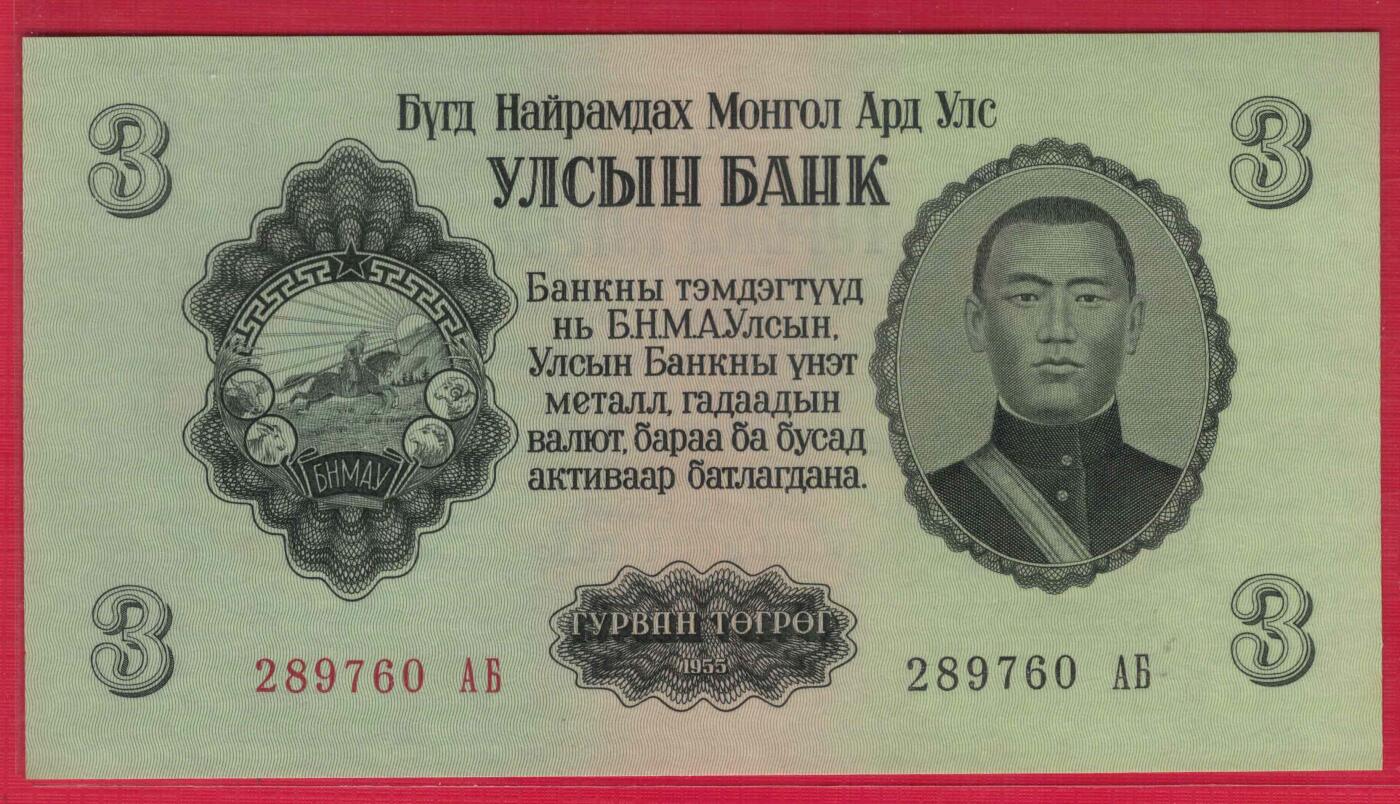 Бүгд Найрамдах Монгол Ард Улс
УЛСЫН БАНК
3
3
Банкны тэмдэгтүүд
нь Б.Н.М.А.Улсын,
Улсын Банкны үнэт
металл, гадаадын
валют, бараа ба бусад
активаар батлагдана.
БНМАУ
3
3
ГУРВАН ТӨГРӨГ
1955
289760 АБ
289760 АБ